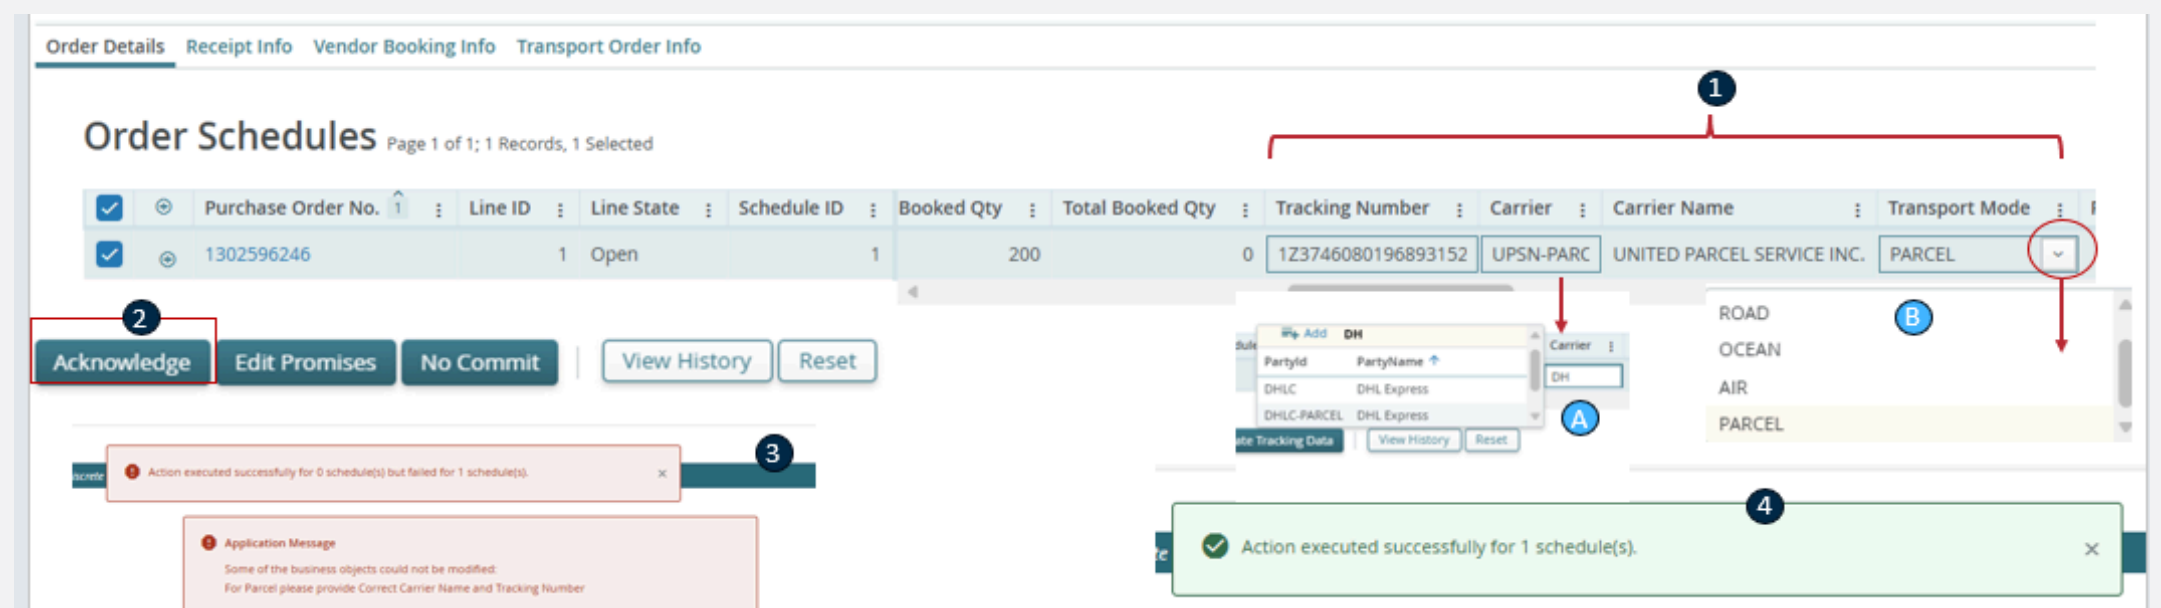 Order Details Receipt Info Vendor Booking Info Transport Order Info
1
Order Schedules Page 1 of 1; 1 Records, 1 Selected
Purchase Order No. 1 Line ID Line State Schedule ID Booked Qty Total Booked Qty Tracking Number Carrier Carrier Name Transport Mode
1302596246 1 Open 1 200 0 1Z3746080196893152 UPSN-PARC UNITED PARCEL SERVICE INC. PARCEL
2
Acknowledge Edit Promises No Commit View History Reset
Add DH
PartyId PartyName
DHLC DHL Express
DHLC-PARCEL DHL Express
Carrier
DH
A
ate Tracking Data View History Reset
ROAD
OCEAN
AIR
PARCEL
B
3
iscrete
Action executed successfully for 0 schedule(s) but failed for 1 schedule(s).
Application Message
Some of the business objects could not be modified:
For Parcel please provide Correct Carrier Name and Tracking Number
4
te
Action executed successfully for 1 schedule(s).